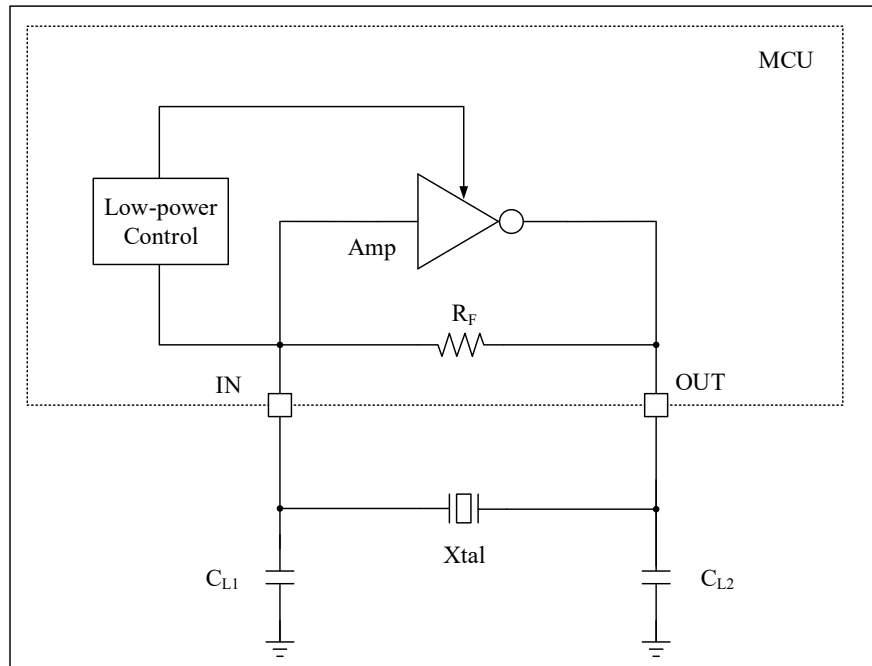 MCU
Low-power
Control
Amp
R_F
IN
OUT
Xtal
C_L1
C_L2